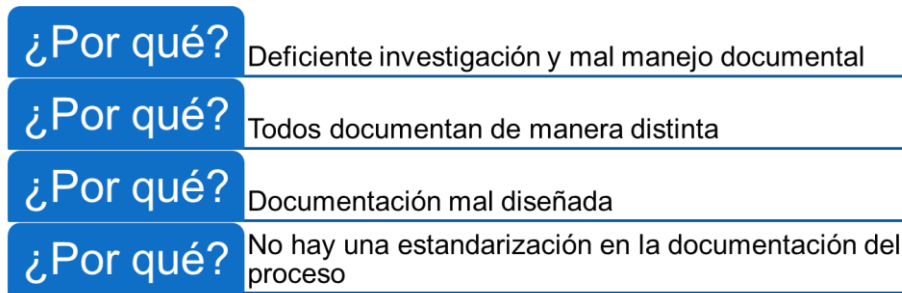 ¿Por qué? Deficiente investigación y mal manejo documental
¿Por qué? Todos documentan de manera distinta
¿Por qué? Documentación mal diseñada
¿Por qué? No hay una estandarización en la documentación del
proceso